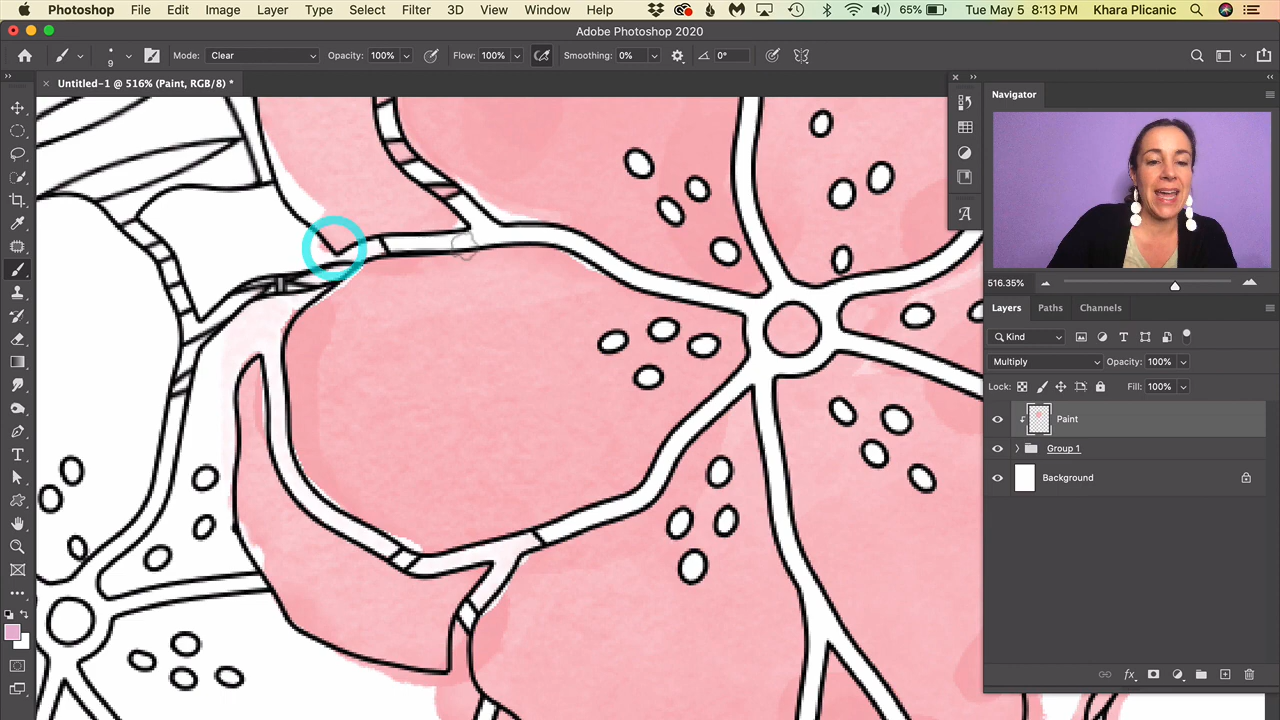 Photoshop File Edit Image Layer Type Select Filter 3D View Window Help 65% Tue May 5 8:13 PM Khara Plicanic
Adobe Photoshop 2020
9 Mode: Clear Opacity: 100% Flow: 100% Smoothing: 0% 0°
Untitled-1 @ 516% (Paint, RGB/8) *
Navigator
516.35%
Layers Paths Channels
Kind
Multiply Opacity: 100%
Lock: Fill: 100%
Paint
Group 1
Background
fx